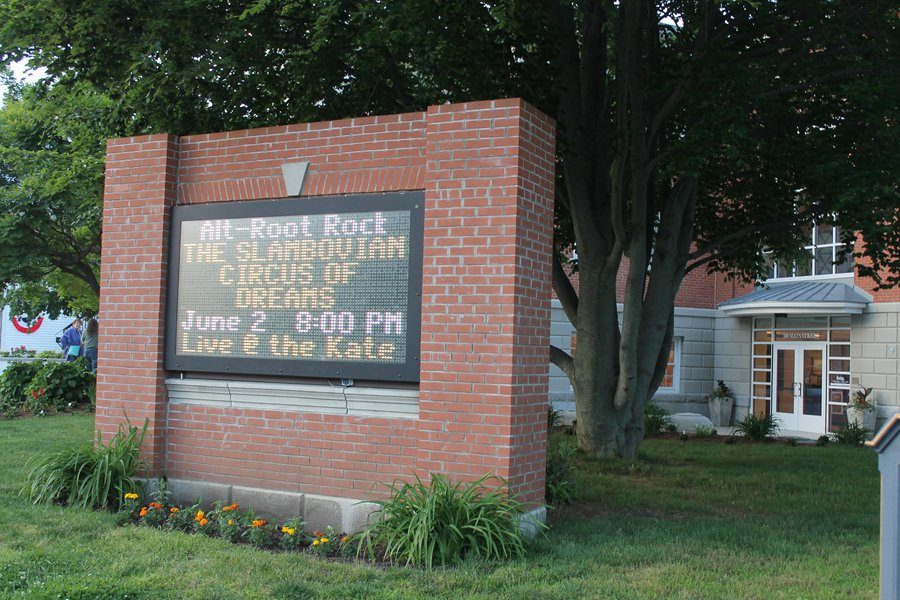 Alt-Root Rock
THE SLAMBOVIAN
CIRCUS OF
DREAMS
June 2 8:00 PM
Live @ the Kate